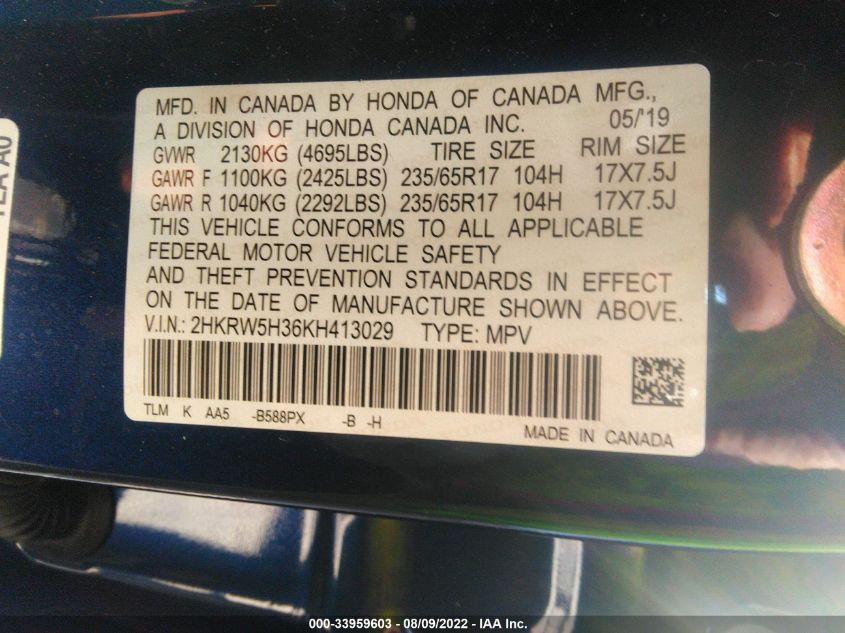 MFD. IN CANADA BY HONDA OF CANADA MFG.,
A DIVISION OF HONDA CANADA INC. 05/'19
GVWR 2130KG (4695LBS) TIRE SIZE RIM SIZE
GAWR F 1100KG (2425LBS) 235/65R17 104H 17X7.5J
GAWR R 1040KG (2292LBS) 235/65R17 104H 17X7.5J
THIS VEHICLE CONFORMS TO ALL APPLICABLE
FEDERAL MOTOR VEHICLE SAFETY
AND THEFT PREVENTION STANDARDS IN EFFECT
ON THE DATE OF MANUFACTURE SHOWN ABOVE.
V.I.N.: 2HKRW5H36KH413029 TYPE: MPV
TLM K AA5 -B588PX -B -H
MADE IN CANADA
000-33959603 - 08/09/2022 - IAA Inc.